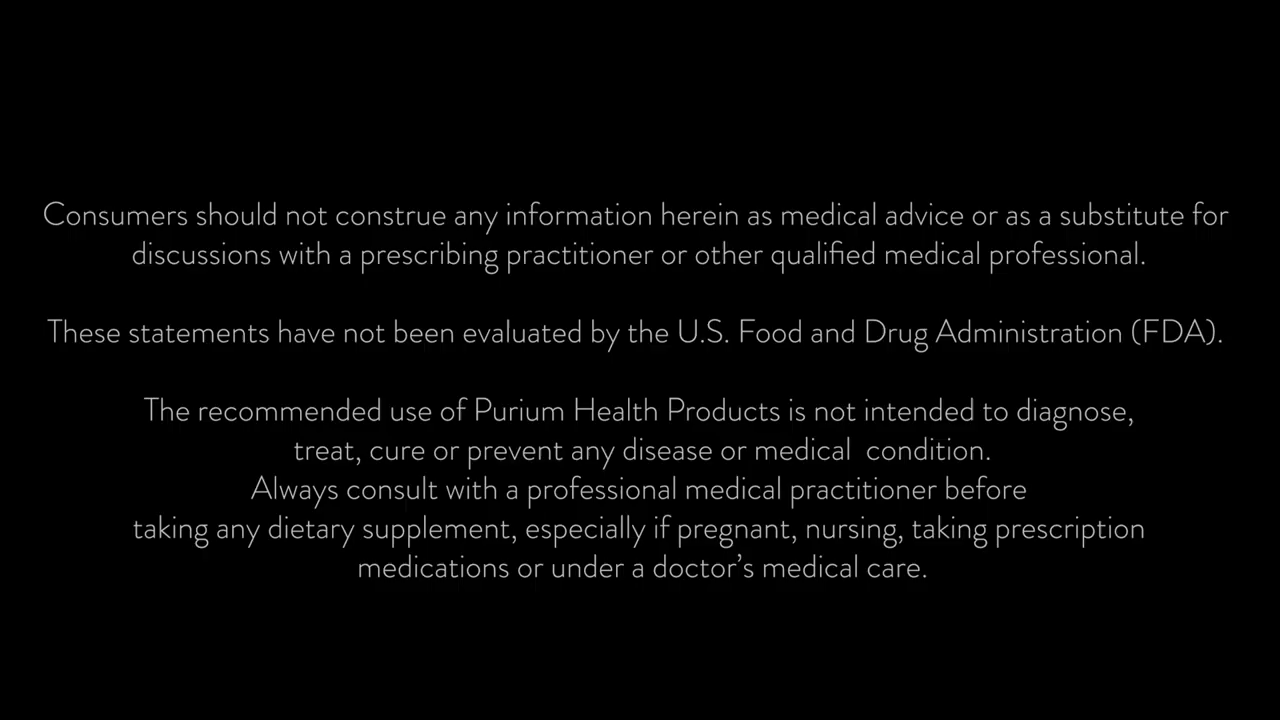 Consumers should not construe any information herein as medical advice or as a substitute for
discussions with a prescribing practitioner or other qualified medical professional.
These statements have not been evaluated by the U.S. Food and Drug Administration (FDA).
The recommended use of Purium Health Products is not intended to diagnose,
treat, cure or prevent any disease or medical  condition.
Always consult with a professional medical practitioner before
taking any dietary supplement, especially if pregnant, nursing, taking prescription
medications or under a doctor’s medical care.